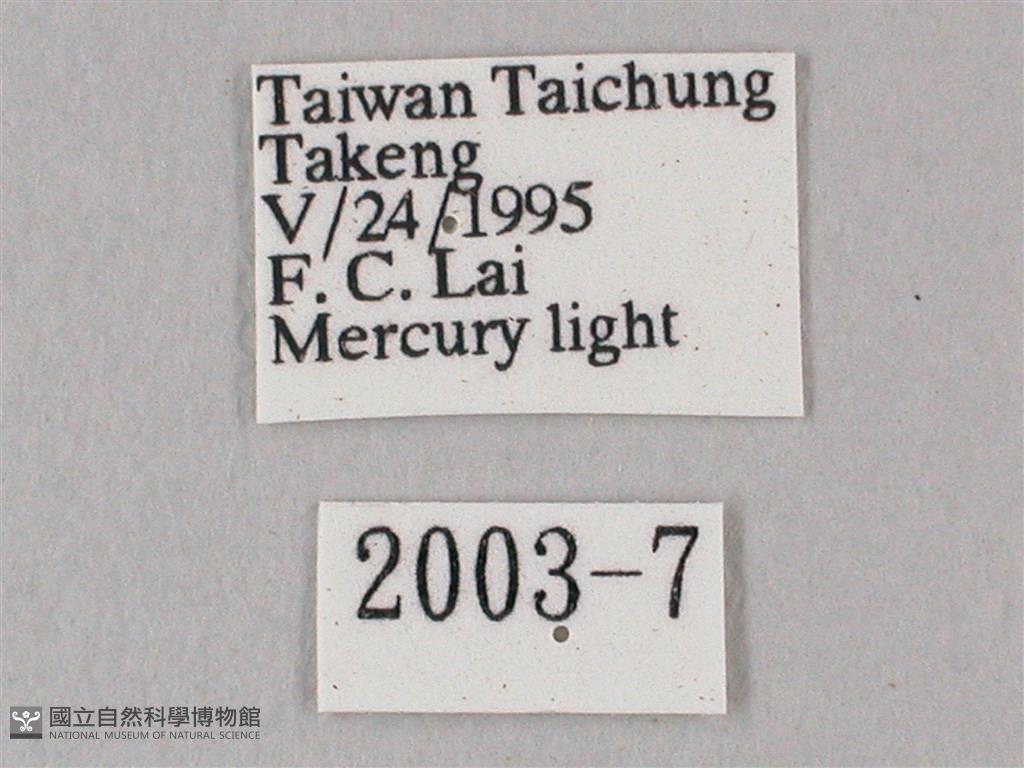 Taiwan Taichung
Takeng
V/24/1995
F. C. Lai
Mercury light
2003-7
國立自然科學博物館
NATIONAL MUSEUM OF NATURAL SCIENCE